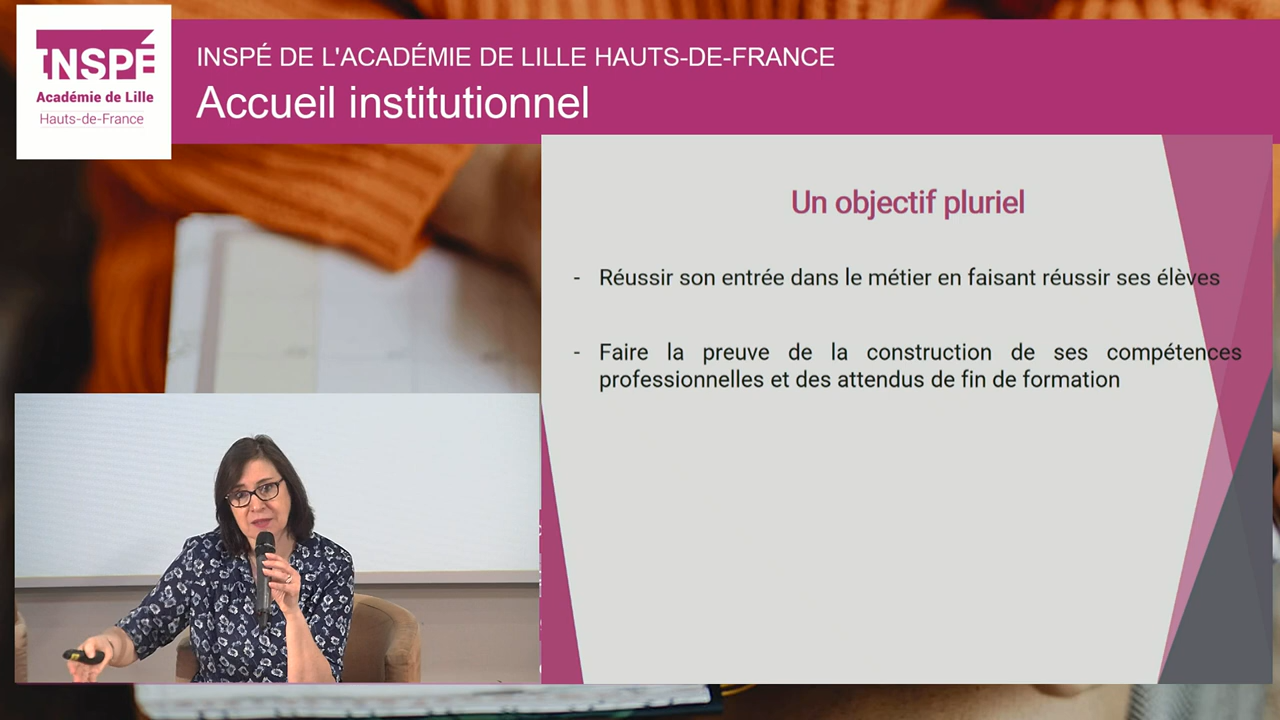 INSPÉ
Académie de Lille
Hauts-de-France
INSPÉ DE L'ACADÉMIE DE LILLE HAUTS-DE-FRANCE
Accueil institutionnel
Un objectif pluriel
- Réussir son entrée dans le métier en faisant réussir ses élèves
- Faire la preuve de la construction de ses compétences
professionnelles et des attendus de fin de formation